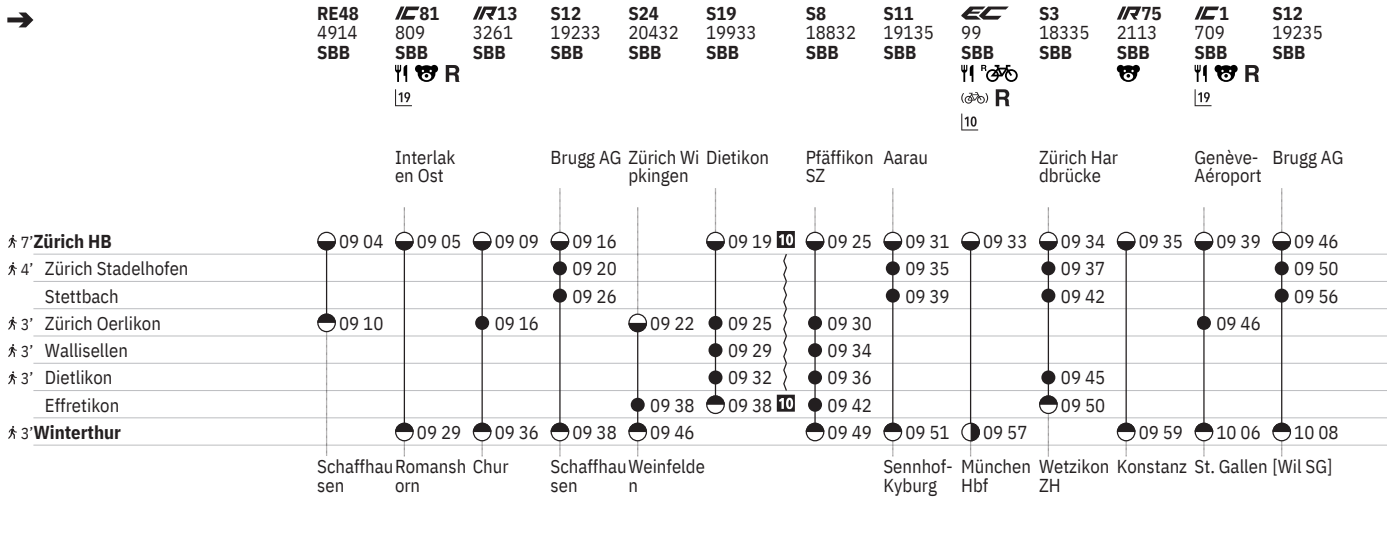 ➔ RE48 IC81 IR13 S12 S24 S19 S8 S11 EC S3 IR75 IC1 S12
4914 809 3261 19233 20432 19933 18832 19135 99 18335 2113 709 19235
SBB SBB SBB SBB SBB SBB SBB SBB SBB SBB SBB SBB SBB
R R R
19 R 19
10
Interlak Brugg AG Zürich Wi Dietikon Pfäffikon Aarau Zürich Har Genève- Brugg AG
en Ost pkingen SZ dbrücke Aéroport
7' Zürich HB 09 04 09 05 09 09 09 16 09 19 10 09 25 09 31 09 33 09 34 09 35 09 39 09 46
4' Zürich Stadelhofen 09 20 09 35 09 37 09 50
Stettbach 09 26 09 39 09 42 09 56
3' Zürich Oerlikon 09 10 09 16 09 22 09 25 09 30 09 46
3' Wallisellen 09 29 09 34
3' Dietlikon 09 32 09 36 09 45
Effretikon 09 38 09 38 10 09 42 09 50
3' Winterthur 09 29 09 36 09 38 09 46 09 49 09 51 09 57 09 59 10 06 10 08
Schaffhau Romansh Chur Schaffhau Weinfelde Sennhof- München Wetzikon Konstanz St. Gallen [Wil SG]
sen orn sen n Kyburg Hbf ZH